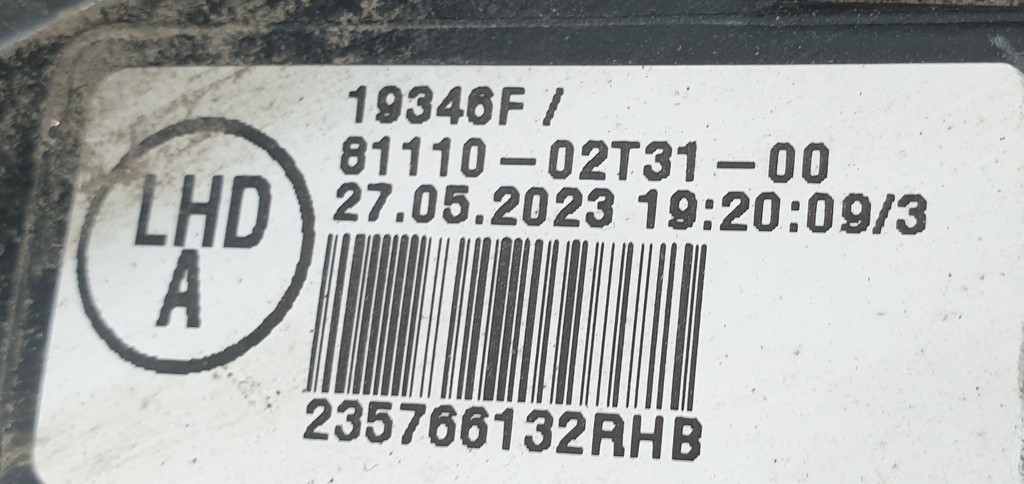 19346F /
81110-02T31-00
27.05.2023 19:20:09/3
LHD
A
235766132RHB